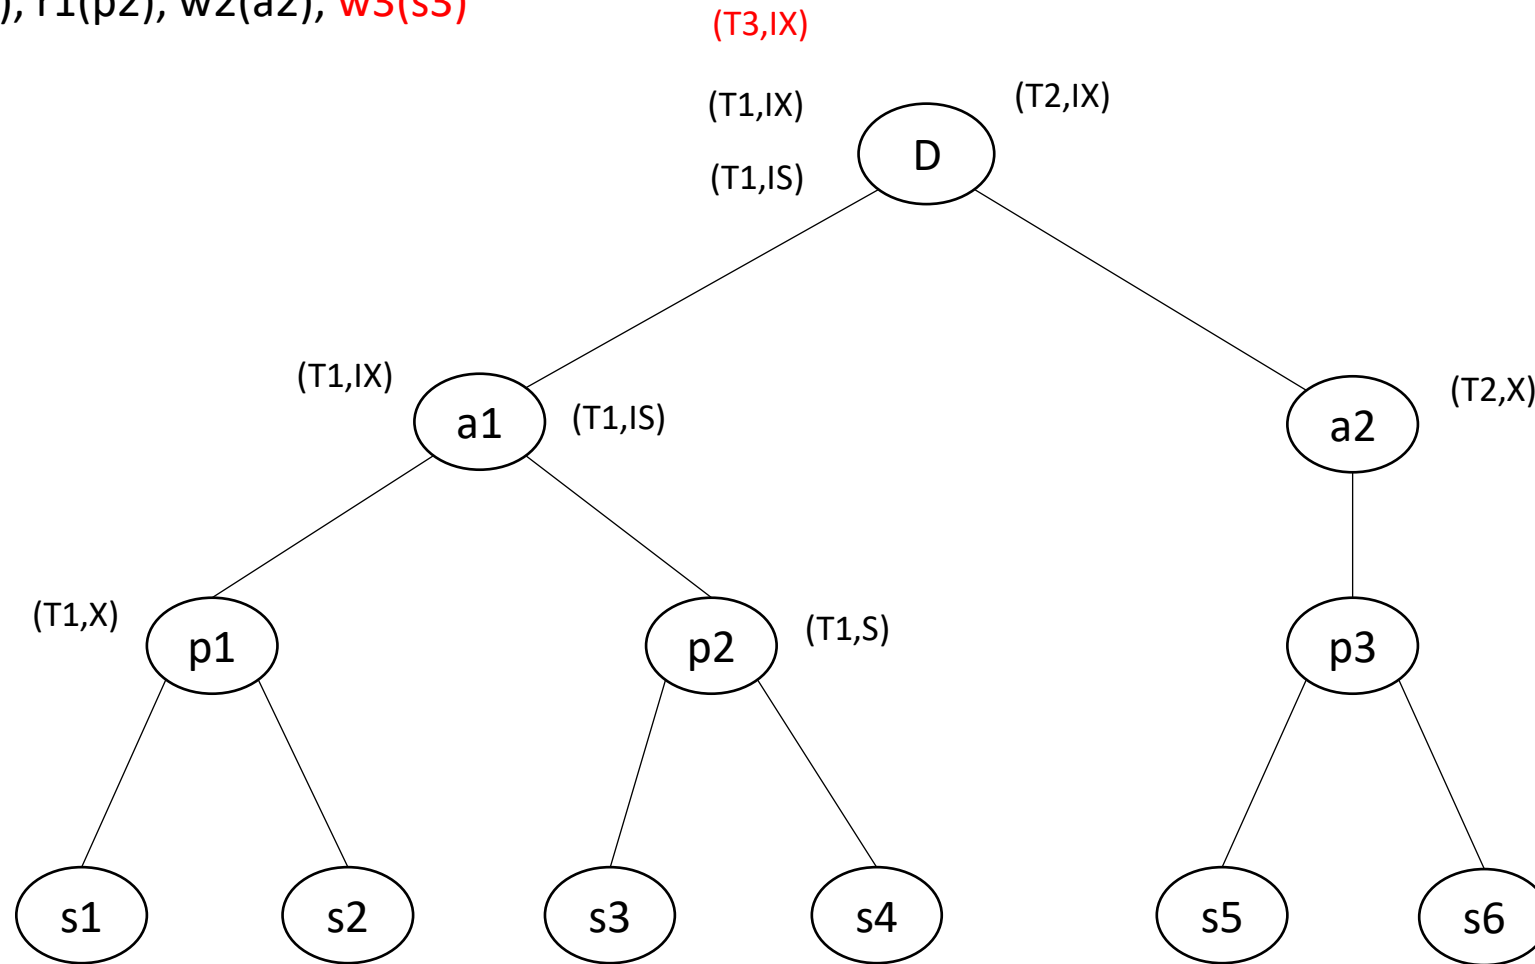 ), r1(p2), w2(a2), w3(s3)
(T3,IX)
(T1,IX)
(T2,IX)
D
(T1,IS)
(T1,IX)
a1
(T1,IS)
a2
(T2,X)
(T1,X)
p1
p2
(T1,S)
p3
s1
s2
s3
s4
s5
s6